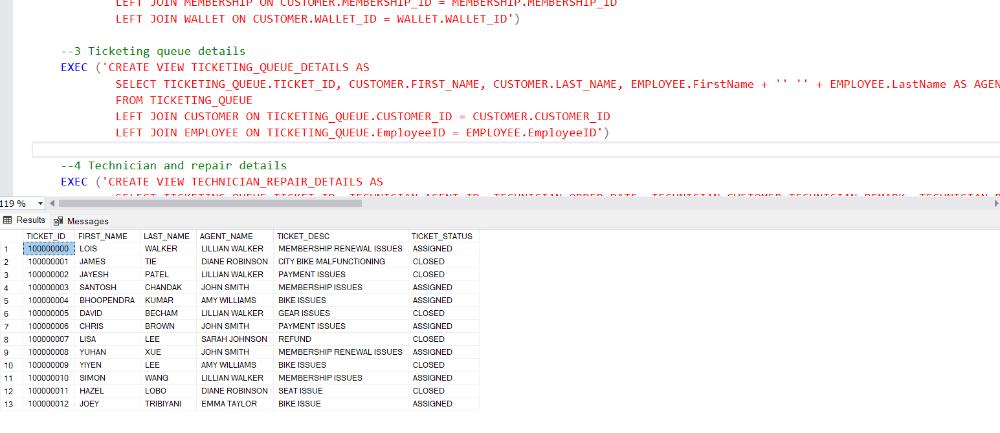 LEFT JOIN MEMBERSHIP ON CUSTOMER.MEMBERSHIP_ID = MEMBERSHIP.MEMBERSHIP_ID
LEFT JOIN WALLET ON CUSTOMER.WALLET_ID = WALLET.WALLET_ID')
--3 Ticketing queue details
EXEC ('CREATE VIEW TICKETING_QUEUE_DETAILS AS
SELECT TICKETING_QUEUE.TICKET_ID, CUSTOMER.FIRST_NAME, CUSTOMER.LAST_NAME, EMPLOYEE.FirstName + '' '' + EMPLOYEE.LastName AS AGEN
FROM TICKETING_QUEUE
LEFT JOIN CUSTOMER ON TICKETING_QUEUE.CUSTOMER_ID = CUSTOMER.CUSTOMER_ID
LEFT JOIN EMPLOYEE ON TICKETING_QUEUE.EmployeeID = EMPLOYEE.EmployeeID')
--4 Technician and repair details
EXEC ('CREATE VIEW TECHNICIAN_REPAIR_DETAILS AS
119 %
Results Messages
TICKET_ID FIRST_NAME LAST_NAME AGENT_NAME TICKET_DESC TICKET_STATUS
1 100000000 LOIS WALKER LILLIAN WALKER MEMBERSHIP RENEWAL ISSUES ASSIGNED
2 100000001 JAMES TIE DIANE ROBINSON CITY BIKE MALFUNCTIONING CLOSED
3 100000002 JAYESH PATEL LILLIAN WALKER PAYMENT ISSUES CLOSED
4 100000003 SANTOSH CHANDAK JOHN SMITH MEMBERSHIP ISSUES ASSIGNED
5 100000004 BHOOPENDRA KUMAR AMY WILLIAMS BIKE ISSUES ASSIGNED
6 100000005 DAVID BECHAM LILLIAN WALKER GEAR ISSUES CLOSED
7 100000006 CHRIS BROWN JOHN SMITH PAYMENT ISSUES ASSIGNED
8 100000007 LISA LEE SARAH JOHNSON REFUND CLOSED
9 100000008 YUHAN XUE JOHN SMITH MEMBERSHIP RENEWAL ISSUES ASSIGNED
10 100000009 YIYEN LEE AMY WILLIAMS BIKE ISSUES CLOSED
11 100000010 SIMON WANG LILLIAN WALKER MEMBERSHIP ISSUES ASSIGNED
12 100000011 HAZEL LOBO DIANE ROBINSON SEAT ISSUE CLOSED
13 100000012 JOEY TRIBIYANI EMMA TAYLOR BIKE ISSUE ASSIGNED